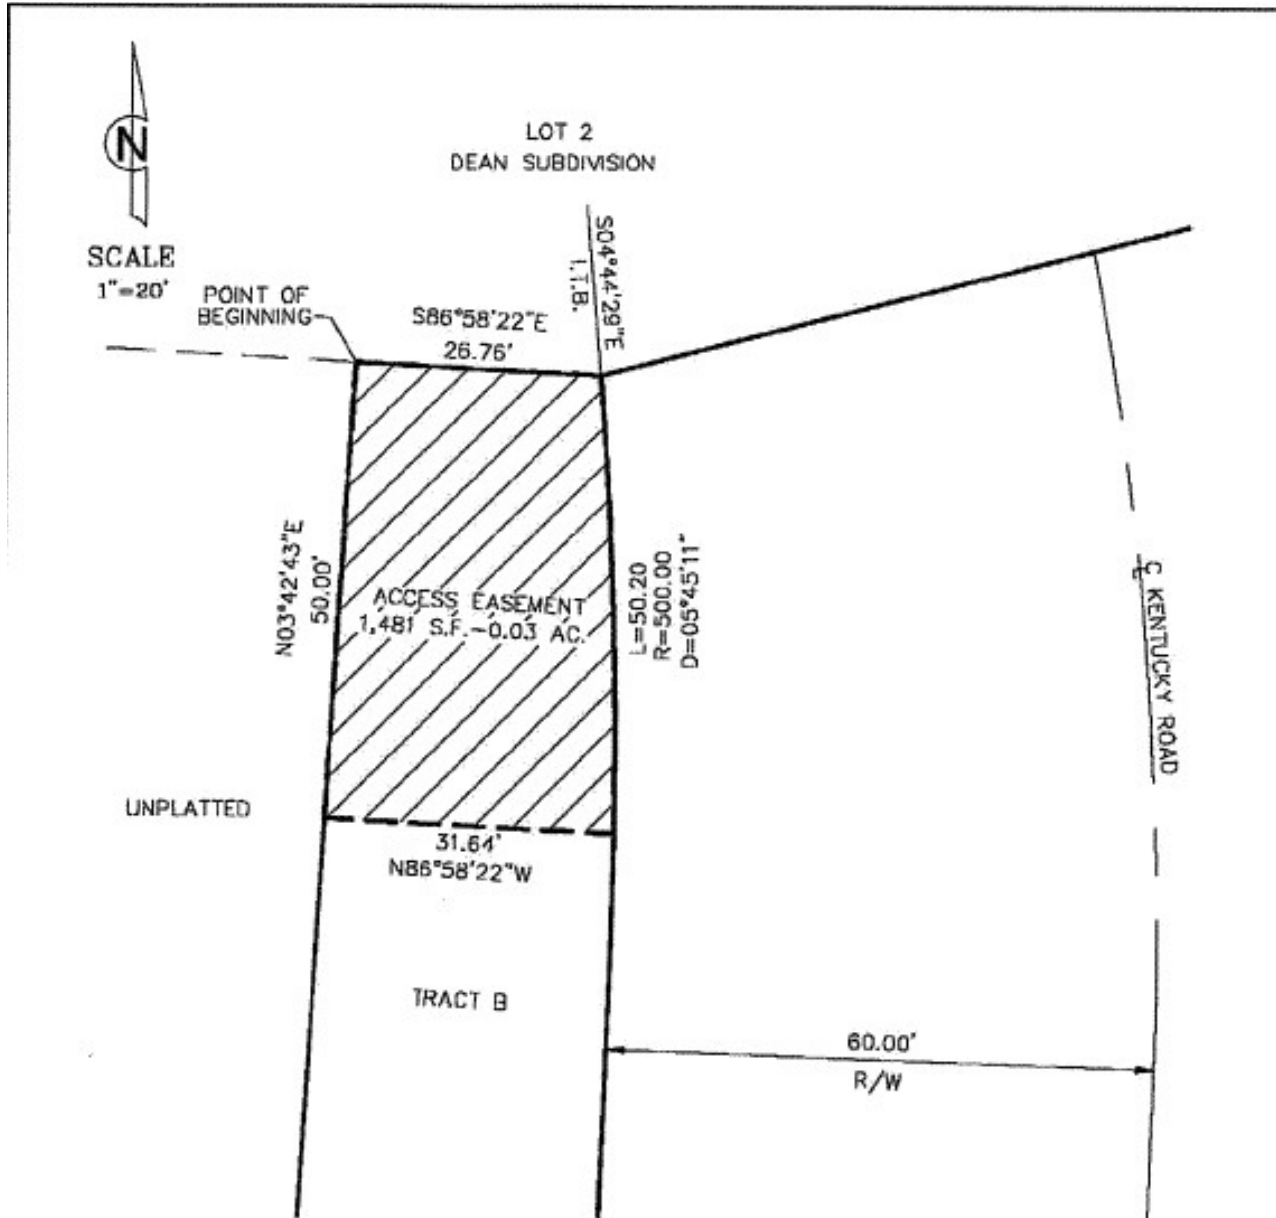 LOT 2
DEAN SUBDIVISION
N
SCALE
1"=20'
POINT OF
BEGINNING
S86°58'22"E
26.76'
S04°44'29"E
I.T.B.
N03°42'43"E
50.00'
ACCESS EASEMENT
1,481 S.F.-0.03 AC.
L=50.20
R=500.00
D=05°45'11"
℄ KENTUCKY ROAD
UNPLATTED
31.64'
N86°58'22"W
TRACT B
60.00'
R/W